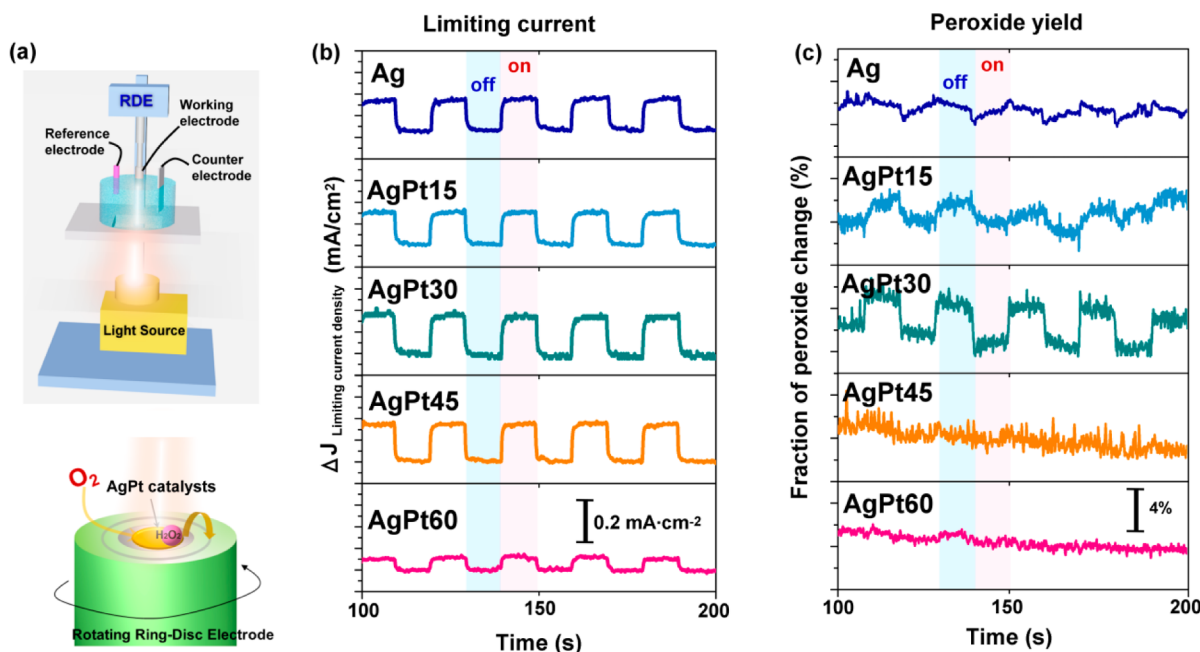 (a)
RDE
Working
electrode
Reference
electrode
Counter
electrode
Light Source
O₂
AgPt catalysts
H₂O₂
Rotating Ring-Disc Electrode
Limiting current
(b)
off
on
Ag
AgPt15
AgPt30
AgPt45
AgPt60
0.2 mA·cm⁻²
ΔJ Limiting current density (mA/cm²)
100
150
200
Time (s)
Peroxide yield
(c)
off
on
Ag
AgPt15
AgPt30
AgPt45
AgPt60
4%
Fraction of peroxide change (%)
100
150
200
Time (s)